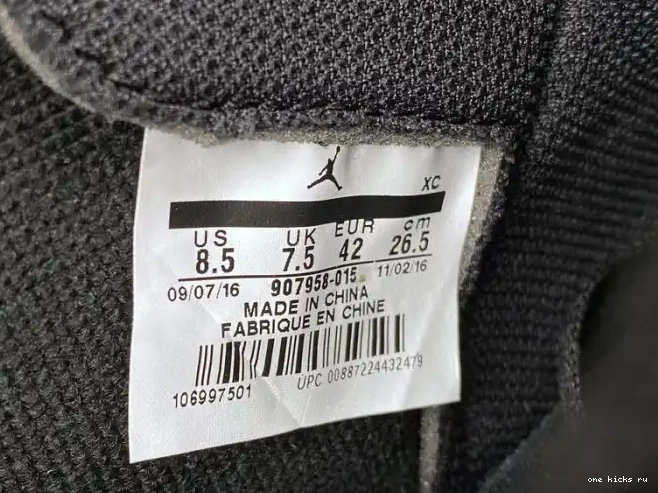 XC
US UK EUR cm
8.5 7.5 42 26.5
09/07/16 907958-015 11/02/16
MADE IN CHINA
FABRIQUE EN CHINE
106997501 UPC 00887224432479
one kicks ru